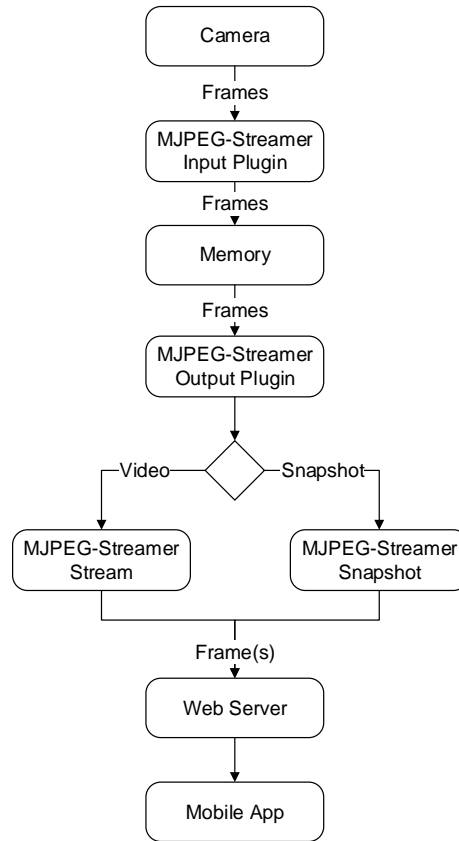 Camera
Frames
MJPEG-Streamer
Input Plugin
Frames
Memory
Frames
MJPEG-Streamer
Output Plugin
Video
Snapshot
MJPEG-Streamer
Stream
MJPEG-Streamer
Snapshot
Frame(s)
Web Server
Mobile App